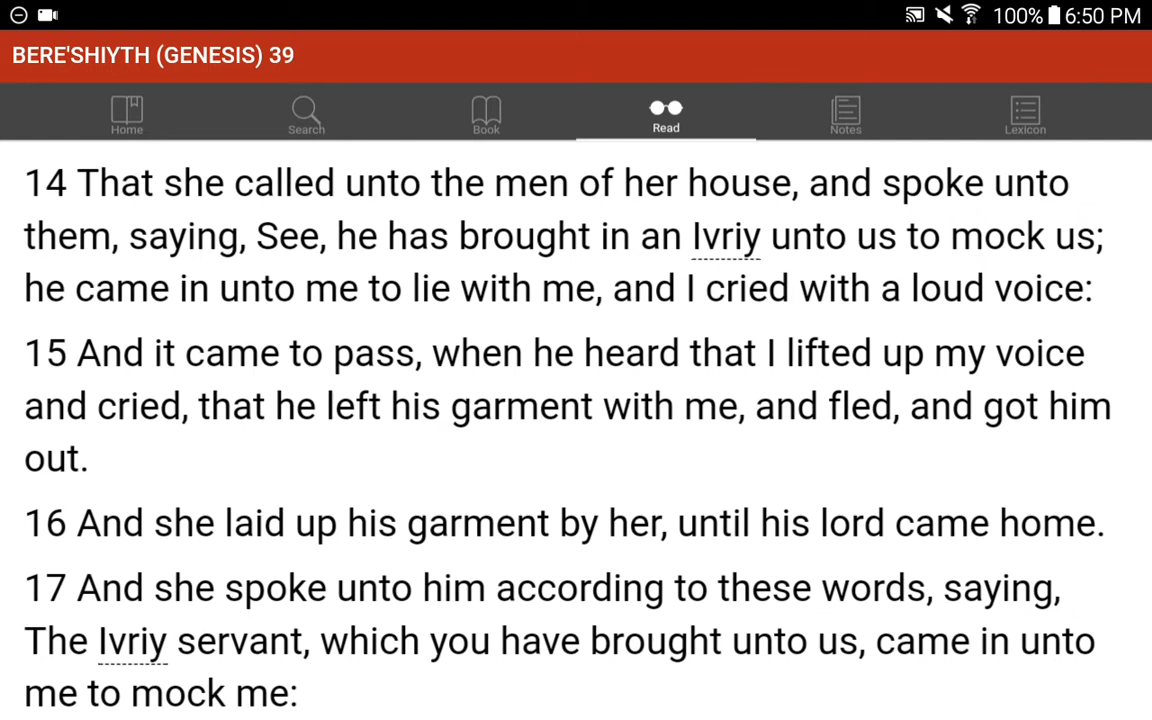 100% 6:50 PM
BERE'SHIYTH (GENESIS) 39
Home Search Book Read Notes Lexicon
14 That she called unto the men of her house, and spoke unto
them, saying, See, he has brought in an Ivriy unto us to mock us;
he came in unto me to lie with me, and I cried with a loud voice:
15 And it came to pass, when he heard that I lifted up my voice
and cried, that he left his garment with me, and fled, and got him
out.
16 And she laid up his garment by her, until his lord came home.
17 And she spoke unto him according to these words, saying,
The Ivriy servant, which you have brought unto us, came in unto
me to mock me: